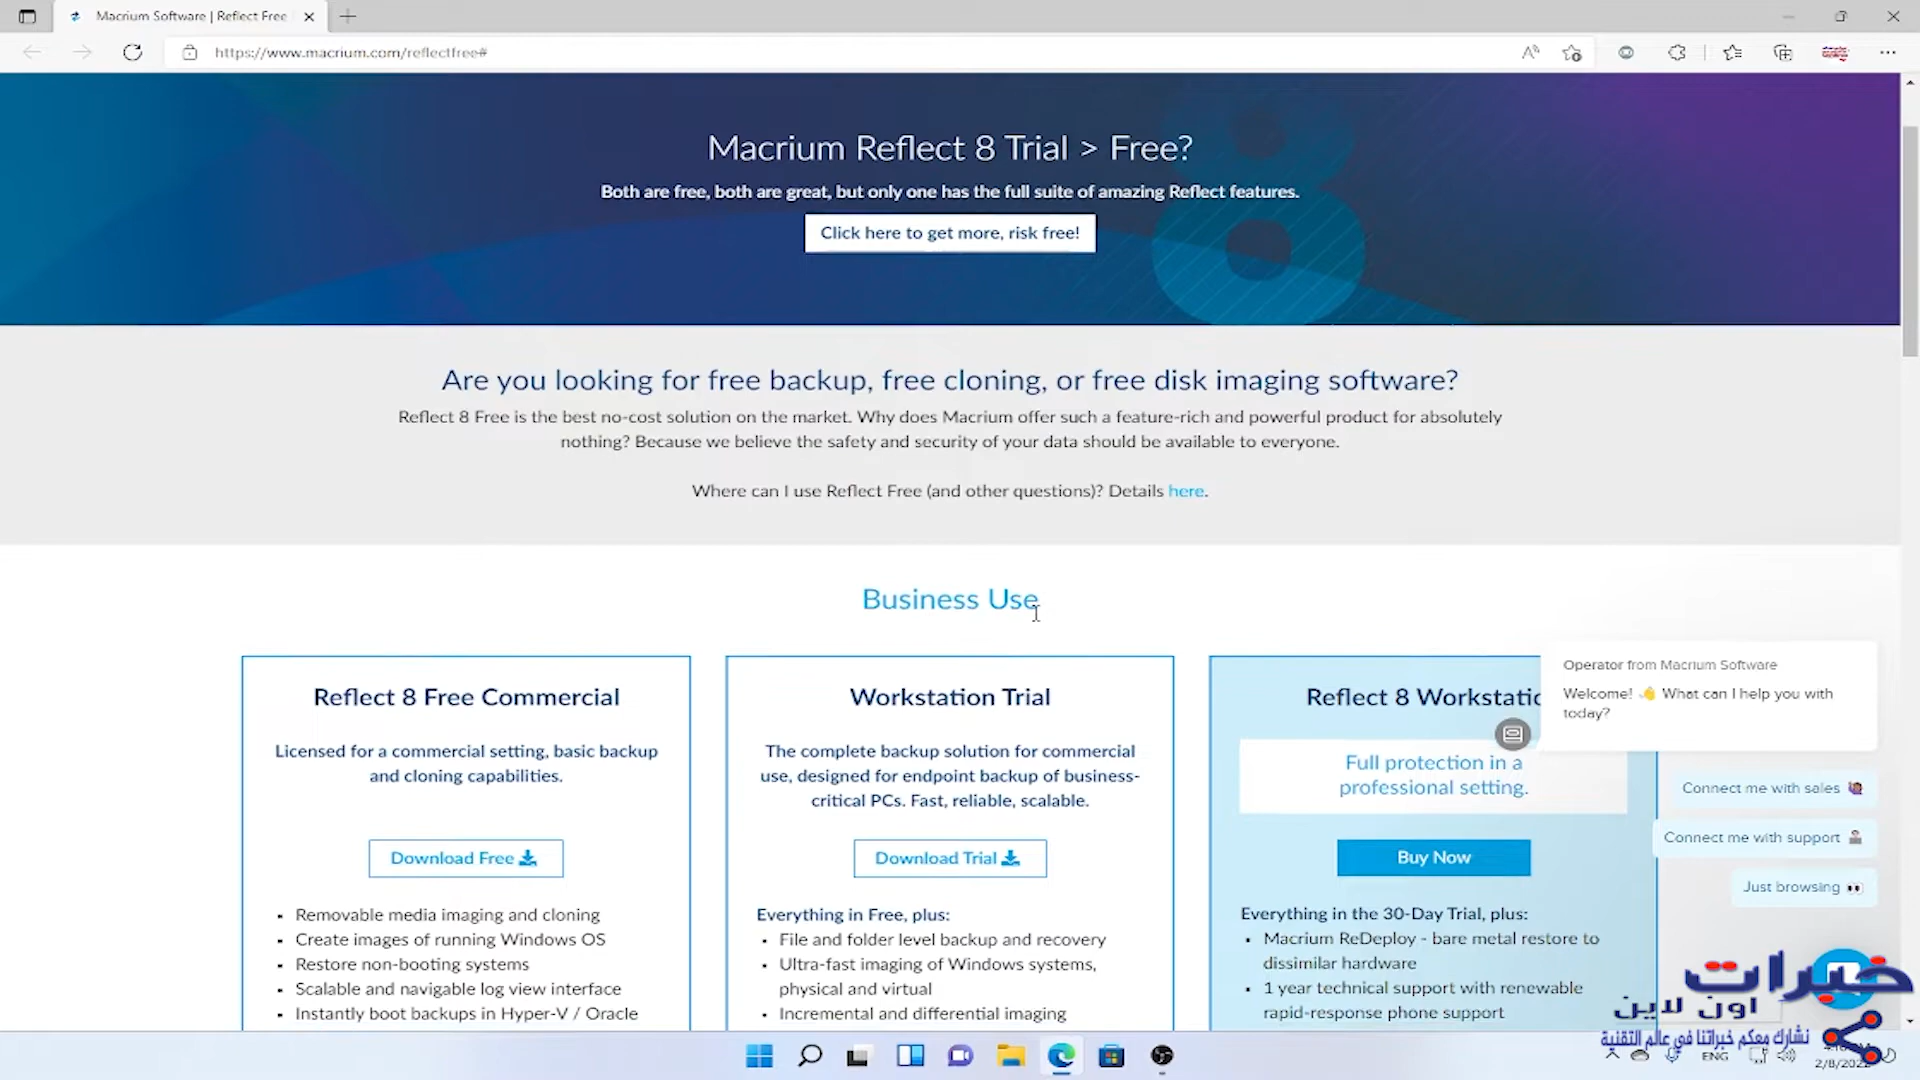 Macrium Software | Reflect Free
https://www.macrium.com/reflectfree#
Macrium Reflect 8 Trial > Free?
Both are free, both are great, but only one has the full suite of amazing Reflect features.
Click here to get more, risk free!
Are you looking for free backup, free cloning, or free disk imaging software?
Reflect 8 Free is the best no-cost solution on the market. Why does Macrium offer such a feature-rich and powerful product for absolutely
nothing? Because we believe the safety and security of your data should be available to everyone.
Where can I use Reflect Free (and other questions)? Details here.
Business Use
Reflect 8 Free Commercial
Licensed for a commercial setting, basic backup
and cloning capabilities.
Download Free
▪ Removable media imaging and cloning
▪ Create images of running Windows OS
▪ Restore non-booting systems
▪ Scalable and navigable log view interface
▪ Instantly boot backups in Hyper-V / Oracle
Workstation Trial
The complete backup solution for commercial
use, designed for endpoint backup of business-
critical PCs. Fast, reliable, scalable.
Download Trial
Everything in Free, plus:
▪ File and folder level backup and recovery
▪ Ultra-fast imaging of Windows systems,
physical and virtual
▪ Incremental and differential imaging
Reflect 8
Full protection in a
professional setting.
Buy Now
Everything in the 30-Day Trial, plus:
▪ Macrium ReDeploy - bare metal restore to
dissimilar hardware
▪ 1 year technical support with renewable
rapid-response phone support
Operator from Macrium Software
Welcome! 👋 What can I help you with
today?
Connect me with sales
Connect me with support
Just browsing 👀
خبرات
اون لاين
نشارك معكم خبراتنا في عالم التقنية
ENG